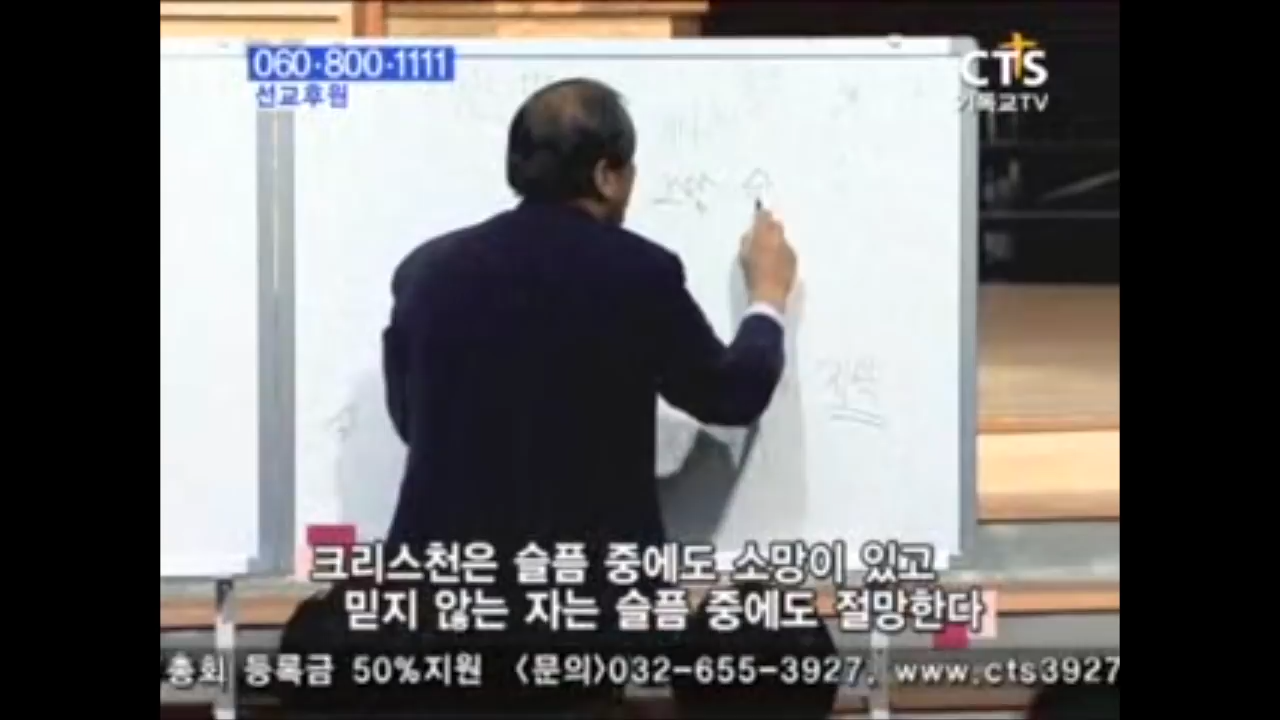 060·800·1111
선교후원
CTS
기독교TV
소망
크리스천은 슬픔 중에도 소망이 있고
믿지 않는 자는 슬픔 중에도 절망한다
총회 등록금 50%지원 <문의>032-655-3927, www.cts3927